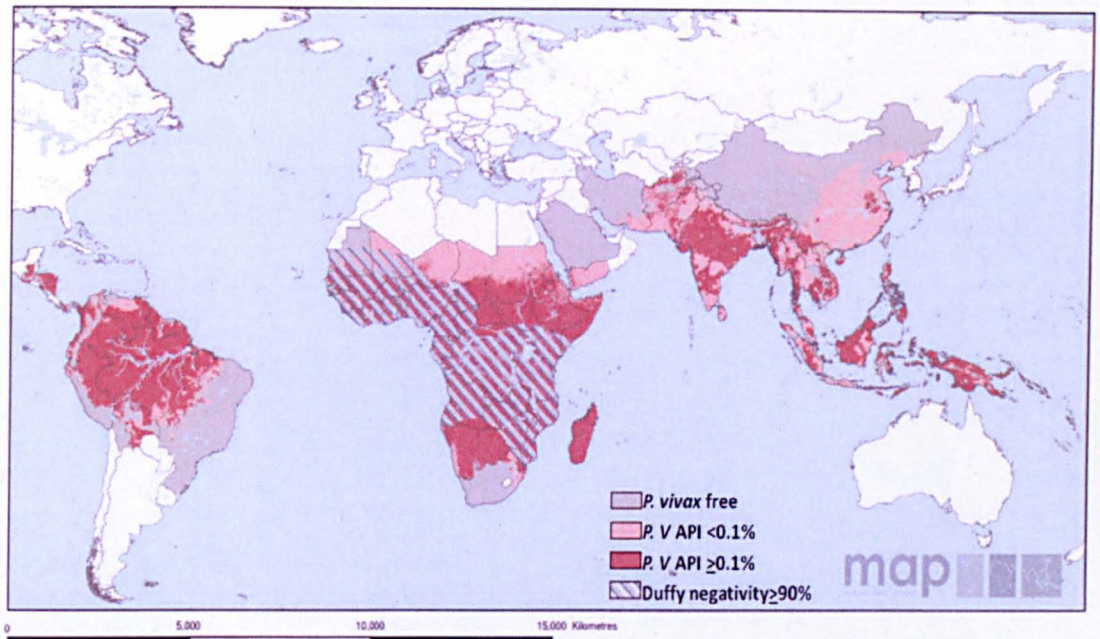 P. vivax free
P. V API <0.1%
P. V API ≥0.1%
Duffy negativity≥90%
map
0 5,000 10,000 15,000 Kilometres